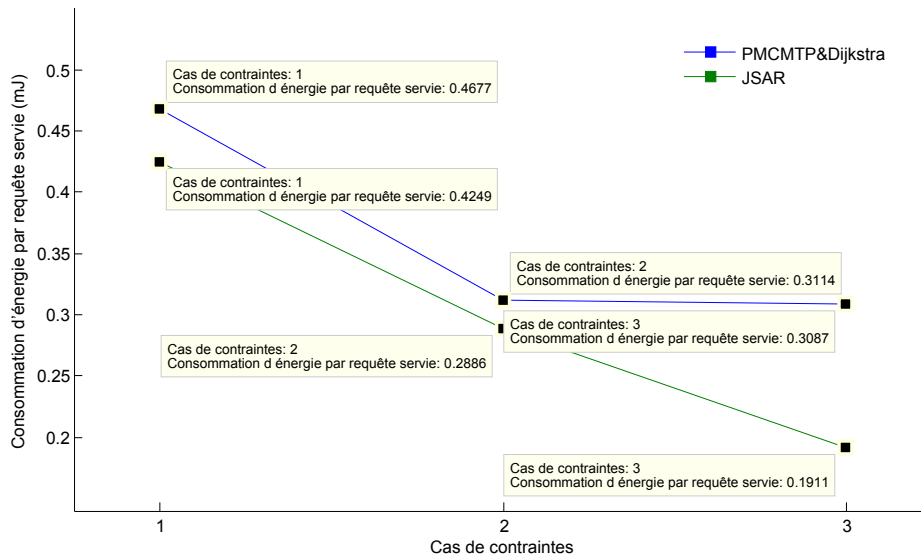 PMCMTP&Dijkstra
JSAR
Consommation d'énergie par requête servie (mJ)
0.5
0.45
0.4
0.35
0.3
0.25
0.2
Cas de contraintes: 1
Consommation d énergie par requête servie: 0.4677
Cas de contraintes: 1
Consommation d énergie par requête servie: 0.4249
Cas de contraintes: 2
Consommation d énergie par requête servie: 0.3114
Cas de contraintes: 3
Consommation d énergie par requête servie: 0.3087
Cas de contraintes: 2
Consommation d énergie par requête servie: 0.2886
Cas de contraintes: 3
Consommation d énergie par requête servie: 0.1911
1
2
3
Cas de contraintes